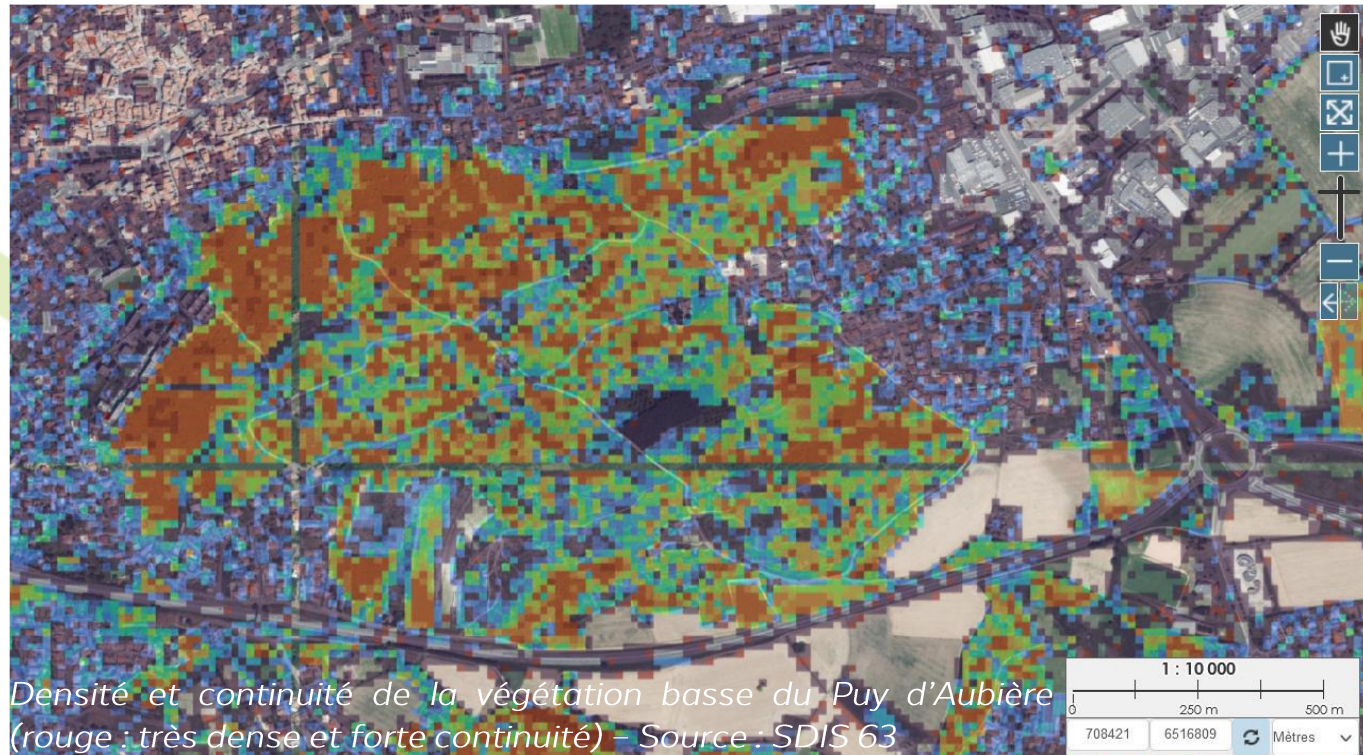 1 : 10 000
0 250 m 500 m
708421 6516809 Mètres
Densité et continuité de la végétation basse du Puy d'Aubière
(rouge : très dense et forte continuité) – Source : SDIS 63